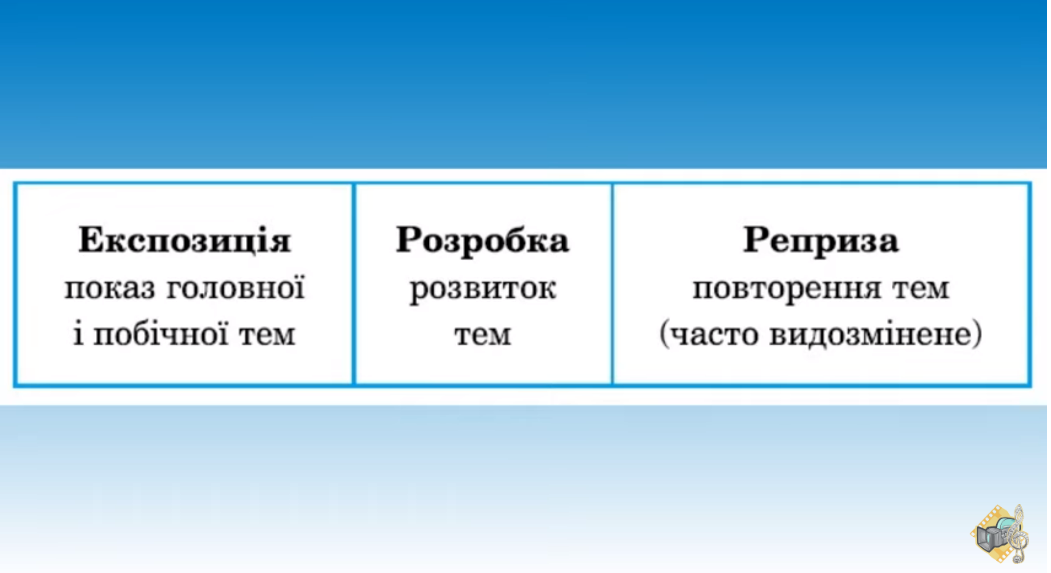 Експозиція
показ головної
і побічної тем
Розробка
розвиток
тем
Реприза
повторення тем
(часто видозмінене)